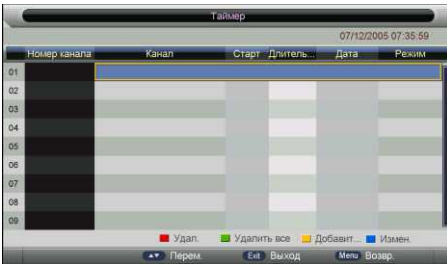 Таймер
07/12/2005 07:35:59
Номер канала Канал Старт Длитель... Дата Режим
01
02
03
04
05
06
07
08
09
Удал. Удалить все Добавит... Измен.
Перем. Exit Выход Menu Возвр.